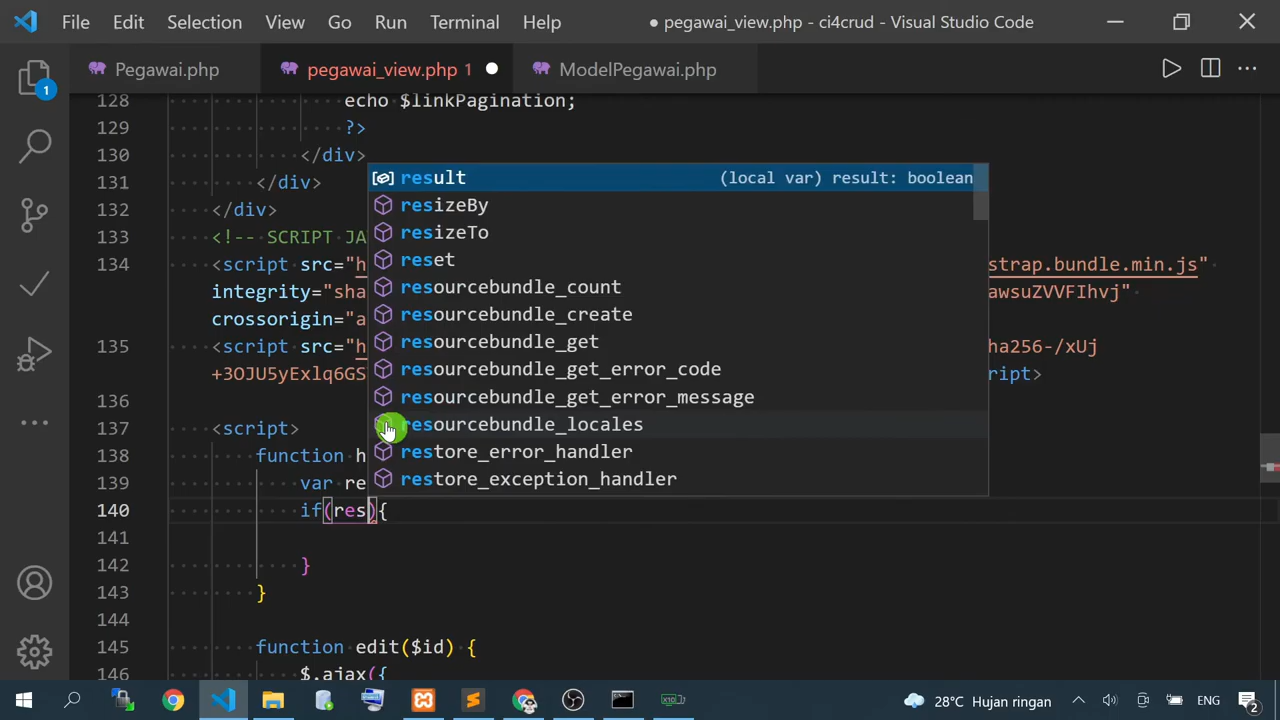 File Edit Selection View Go Run Terminal Help
● pegawai_view.php - ci4crud - Visual Studio Code
Pegawai.php
pegawai_view.php 1
ModelPegawai.php
1
128 echo $linkPagination;
129 ?>
130 </div>
131 </div>
132 </div>
133 <!-- SCRIPT JA
134 <script src="h strap.bundle.min.js"
integrity="sha awsuZVVFIhvj"
crossorigin="a
135 <script src="h ha256-/xUj
+3OJU5yExlq6GS ript>
136
137 <script>
138 function h
139 var re
140 if(res){
141
142 }
143 }
144
145 function edit($id) {
146 $.ajax({
result (local var) result: boolean
resizeBy
resizeTo
reset
resourcebundle_count
resourcebundle_create
resourcebundle_get
resourcebundle_get_error_code
resourcebundle_get_error_message
resourcebundle_locales
restore_error_handler
restore_exception_handler
28°C Hujan ringan
ENG
2